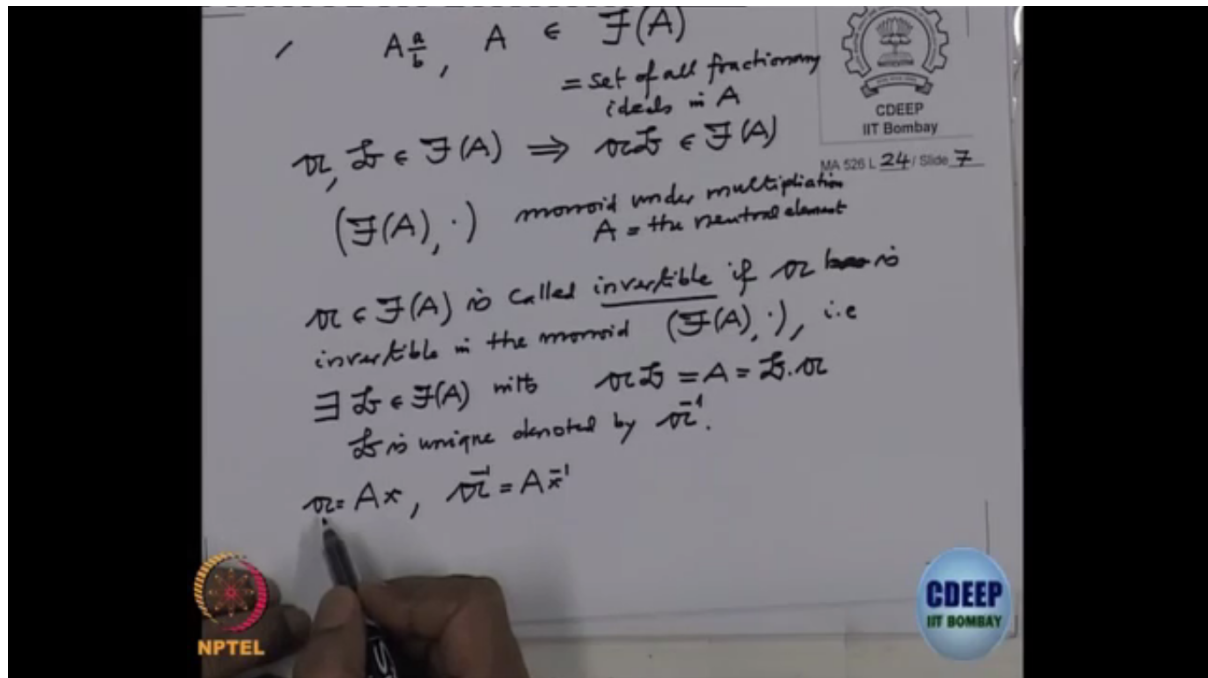 A a/b , A ∈ ℱ(A)
= Set of all fractionary
ideals in A
𝔞, 𝔟 ∈ ℱ(A) ⟹ 𝔞𝔟 ∈ ℱ(A)
(ℱ(A), ·) monoid under multipliation
A = the neutral element
𝔞 ∈ ℱ(A) is called invertible if 𝔞 is
invertible in the monoid (ℱ(A), ·), i.e
∃ 𝔟 ∈ ℱ(A) with 𝔞𝔟 = A = 𝔟.𝔞
𝔟 is unique denoted by 𝔞⁻¹.
𝔞 = Ax, 𝔞⁻¹ = Ax⁻¹
CDEEP
IIT Bombay
MA 526 L 24 / Slide 7
NPTEL
CDEEP
IIT BOMBAY